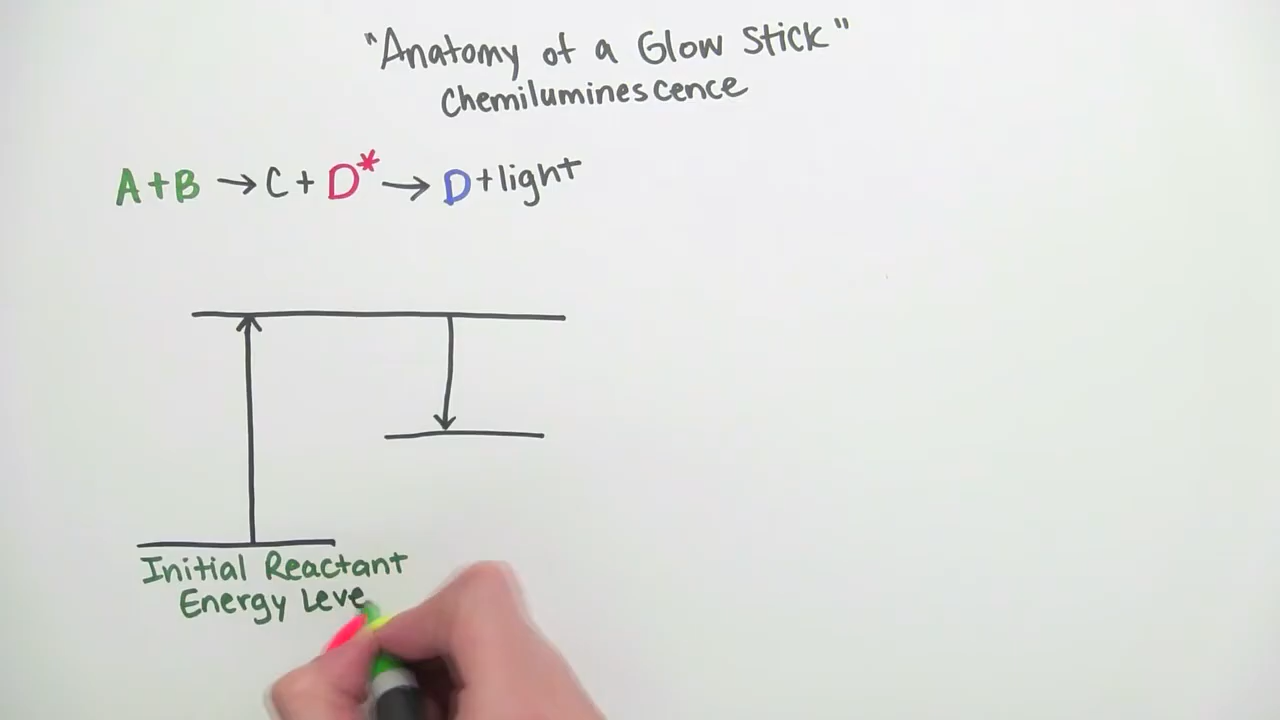 "Anatomy of a Glow Stick"
Chemiluminescence
A+B → C + D* → D + light
Initial Reactant
Energy Leve